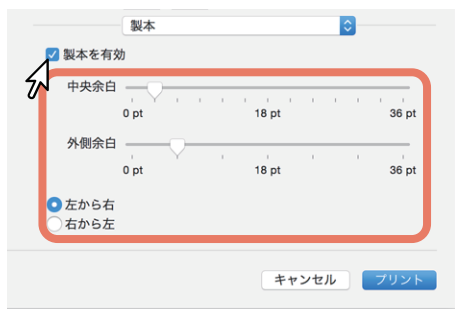 製本
製本を有効
中央余白
0 pt 18 pt 36 pt
外側余白
0 pt 18 pt 36 pt
左から右
右から左
キャンセル プリント